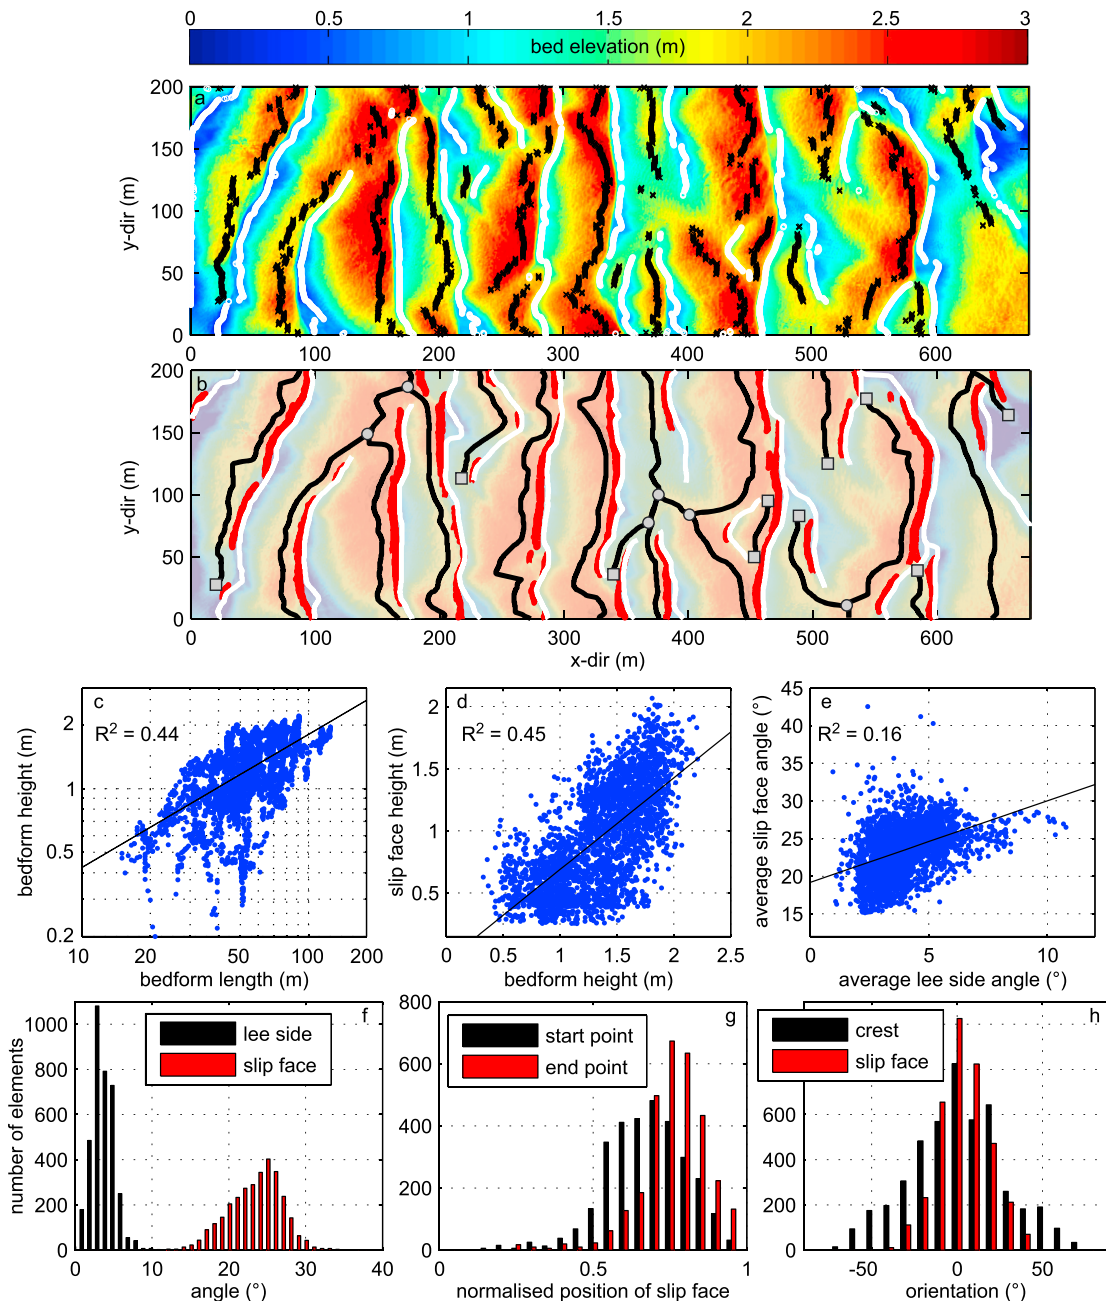 0 0.5 1 1.5 2 2.5 3
bed elevation (m)
a
200
150
100
50
0
y-dir (m)
0 100 200 300 400 500 600
b
200
150
100
50
0
y-dir (m)
0 100 200 300 400 500 600
x-dir (m)
c
R² = 0.44
2
1
0.5
0.2
bedform height (m)
10 20 50 100 200
bedform length (m)
d
R² = 0.45
2
1.5
1
0.5
slip face height (m)
0 0.5 1 1.5 2 2.5
bedform height (m)
e
R² = 0.16
45
40
35
30
25
20
15
average slip face angle (°)
0 5 10
average lee side angle (°)
f
lee side
slip face
1000
800
600
400
200
0
number of elements
0 10 20 30 40
angle (°)
g
start point
end point
800
600
400
200
0
0 0.5 1
normalised position of slip face
h
crest
slip face
800
600
400
200
0
-50 0 50
orientation (°)